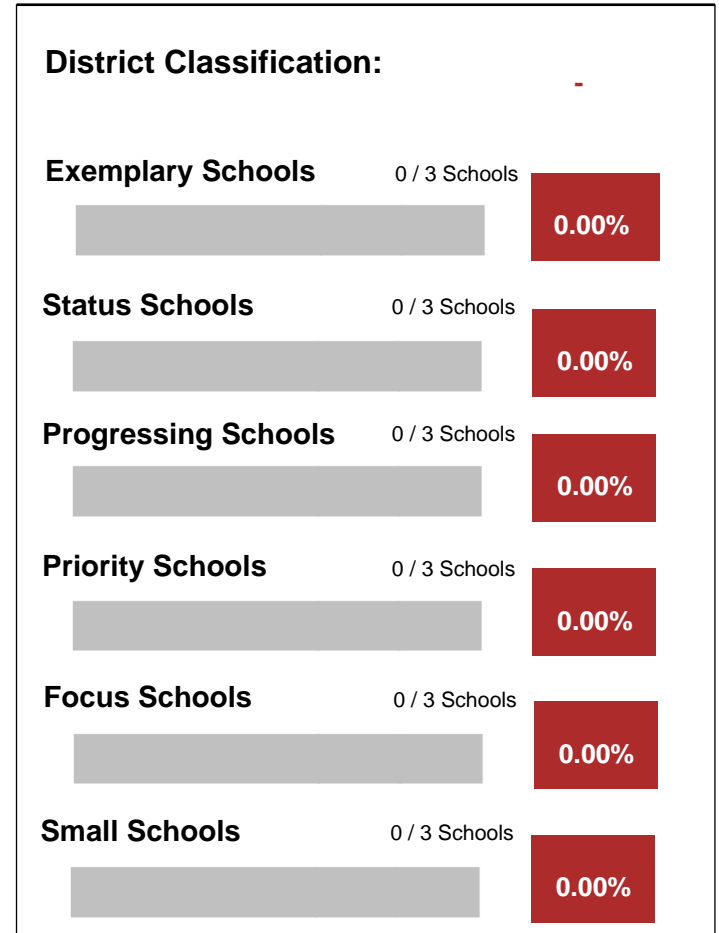 District Classification:
-
Exemplary Schools 0 / 3 Schools
0.00%
Status Schools 0 / 3 Schools
0.00%
Progressing Schools 0 / 3 Schools
0.00%
Priority Schools 0 / 3 Schools
0.00%
Focus Schools 0 / 3 Schools
0.00%
Small Schools 0 / 3 Schools
0.00%